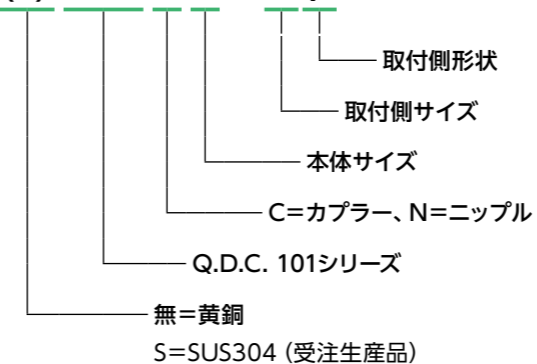 取付側形状
取付側サイズ
本体サイズ
C=カプラー、N=ニップル
Q.D.C. 101シリーズ
無=黄銅
S=SUS304（受注生産品）